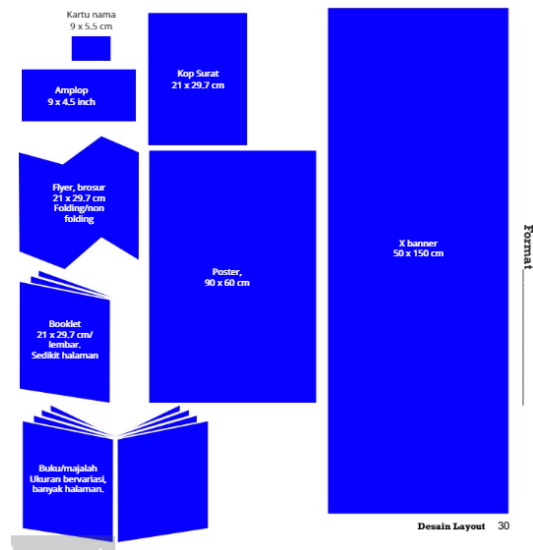 Kartu nama
9 x 5.5 cm
Amplop
9 x 4.5 inch
Kop Surat
21 x 29.7 cm
Flyer, brosur
21 x 29.7 cm
Folding/non
folding
Poster,
90 x 60 cm
X banner
50 x 150 cm
Booklet
21 x 29.7 cm/
lembar.
Sedikit halaman
Buku/majalah
Ukuran bervariasi,
banyak halaman.
Format
Desain Layout 30